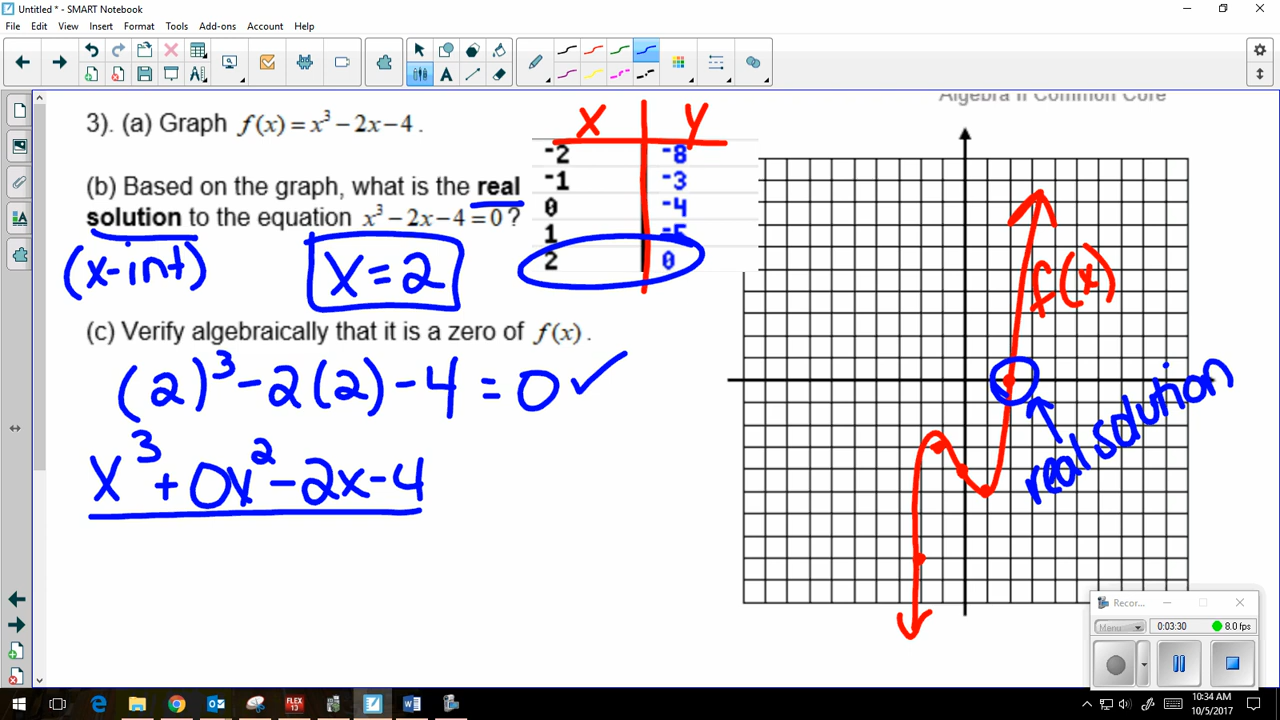 Untitled * - SMART Notebook
File Edit View Insert Format Tools Add-ons Account Help
Algebra II Common Core
3). (a) Graph f(x) = x³ − 2x − 4 .
X Y
-2 -8
-1 -3
0 -4
1 -5
2 0
(b) Based on the graph, what is the real
solution to the equation x³ − 2x − 4 = 0 ?
(x-int) x = 2
(c) Verify algebraically that it is a zero of f(x) .
(2)³ - 2(2) - 4 = 0 ✓
x³ + 0x² - 2x - 4
f(x)
real solution
Recor...
Menu
0:03:30 8.0 fps
FLEX 13
10:34 AM
10/5/2017